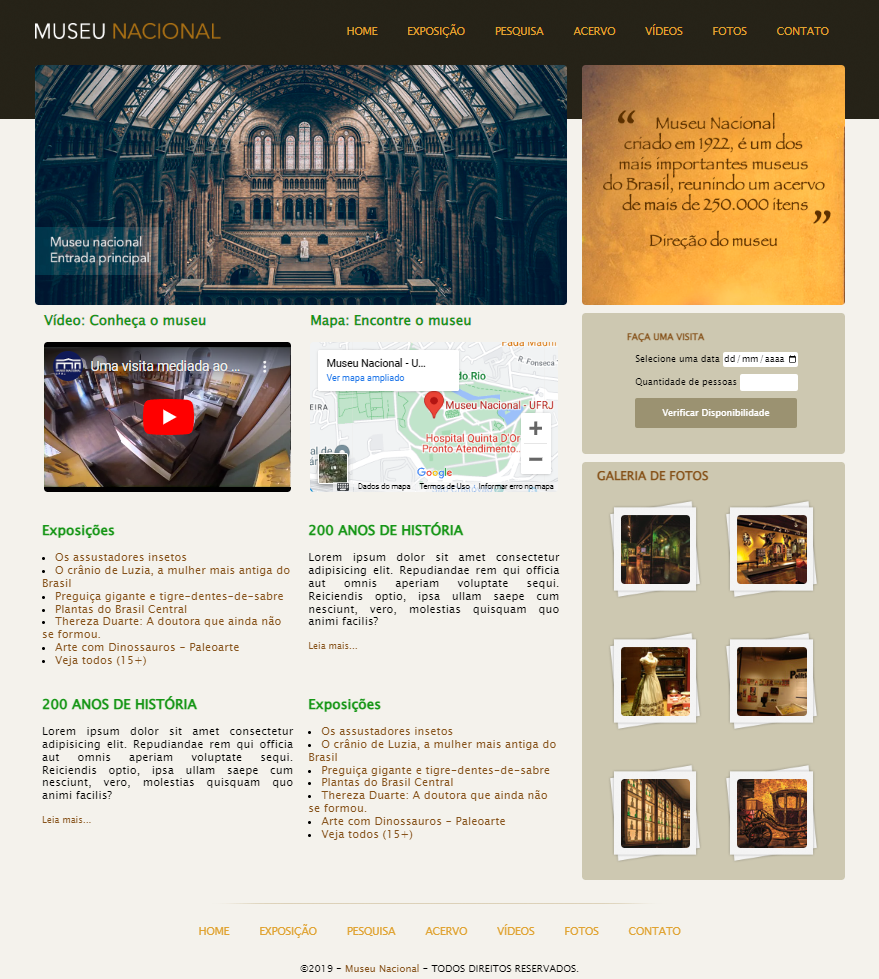 MUSEU NACIONAL
HOME EXPOSIÇÃO PESQUISA ACERVO VÍDEOS FOTOS CONTATO
Museu nacional
Entrada principal
“ Museu Nacional
criado em 1922, é um dos
mais importantes museus
do Brasil, reunindo um acervo
de mais de 250.000 itens ”
Direção do museu
Vídeo: Conheça o museu
Uma visita mediada ao ...
Mapa: Encontre o museu
Museu Nacional - U...
Ver mapa ampliado
R. Fonseca
do Rio
EIRA
Museu Nacional - UFRJ
Hospital Quinta D'Or
Pronto Atendimento...
al de
Google
Dados do mapa Termos de Uso Informar erro no mapa
FAÇA UMA VISITA
Selecione uma data dd/mm/aaaa
Quantidade de pessoas
Verificar Disponibilidade
GALERIA DE FOTOS
Exposições
• Os assustadores insetos
• O crânio de Luzia, a mulher mais antiga do
Brasil
• Preguiça gigante e tigre-dentes-de-sabre
• Plantas do Brasil Central
• Thereza Duarte: A doutora que ainda não
se formou.
• Arte com Dinossauros - Paleoarte
• Veja todos (15+)
200 ANOS DE HISTÓRIA
Lorem ipsum dolor sit amet consectetur
adipisicing elit. Repudiandae rem qui officia
aut omnis aperiam voluptate sequi.
Reiciendis optio, ipsa ullam saepe cum
nesciunt, vero, molestias quisquam quo
animi facilis?
Leia mais...
200 ANOS DE HISTÓRIA
Lorem ipsum dolor sit amet consectetur
adipisicing elit. Repudiandae rem qui officia
aut omnis aperiam voluptate sequi.
Reiciendis optio, ipsa ullam saepe cum
nesciunt, vero, molestias quisquam quo
animi facilis?
Leia mais...
Exposições
• Os assustadores insetos
• O crânio de Luzia, a mulher mais antiga do
Brasil
• Preguiça gigante e tigre-dentes-de-sabre
• Plantas do Brasil Central
• Thereza Duarte: A doutora que ainda não
se formou.
• Arte com Dinossauros - Paleoarte
• Veja todos (15+)
HOME EXPOSIÇÃO PESQUISA ACERVO VÍDEOS FOTOS CONTATO
©2019 - Museu Nacional - TODOS DIREITOS RESERVADOS.